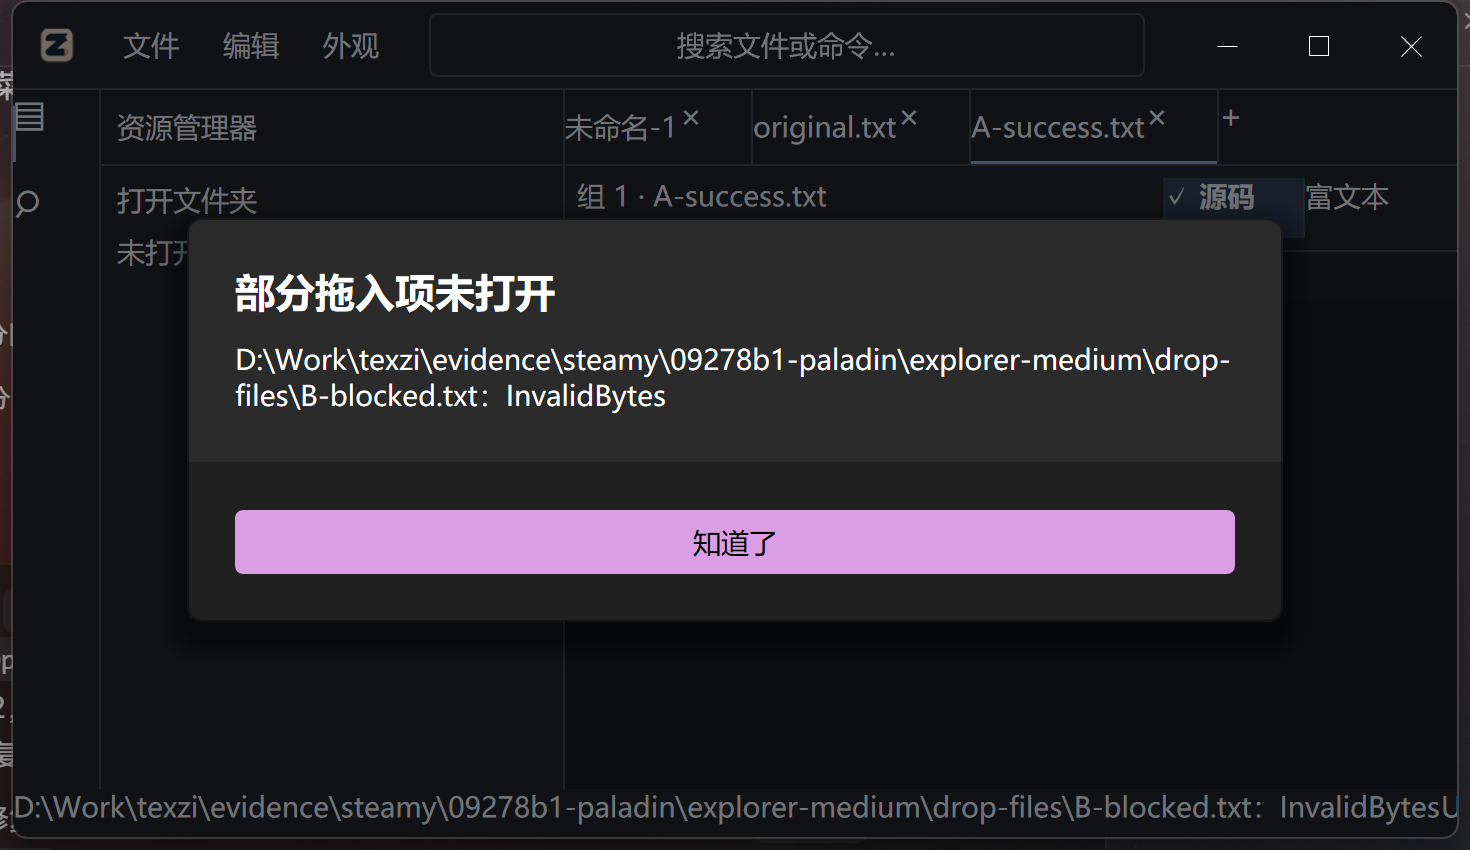 文件 编辑 外观 搜索文件或命令...
资源管理器
未命名-1 × original.txt × A-success.txt × +
打开文件夹
组 1 · A-success.txt
✓ 源码 富文本
未打开
部分拖入项未打开
D:\Work\texzi\evidence\steamy\09278b1-paladin\explorer-medium\drop-
files\B-blocked.txt：InvalidBytes
知道了
D:\Work\texzi\evidence\steamy\09278b1-paladin\explorer-medium\drop-files\B-blocked.txt：InvalidBytesU